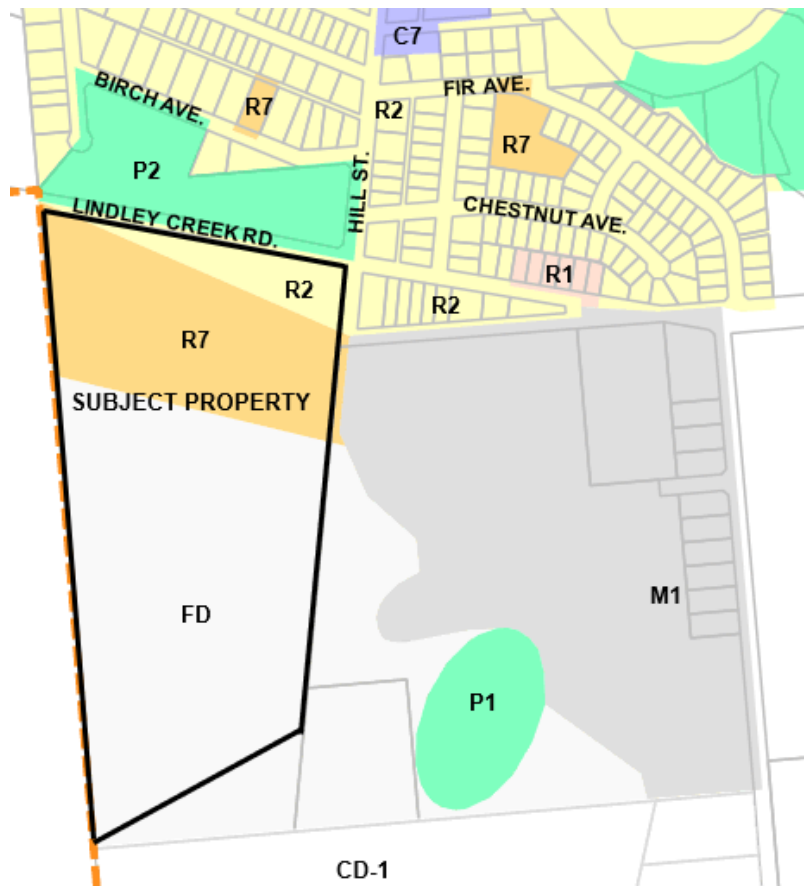 C7
FIR AVE.
BIRCH AVE.
R7
R2
R7
P2
HILL ST.
CHESTNUT AVE.
LINDLEY CREEK RD.
R1
R2
R2
R7
SUBJECT PROPERTY
FD
M1
P1
CD-1